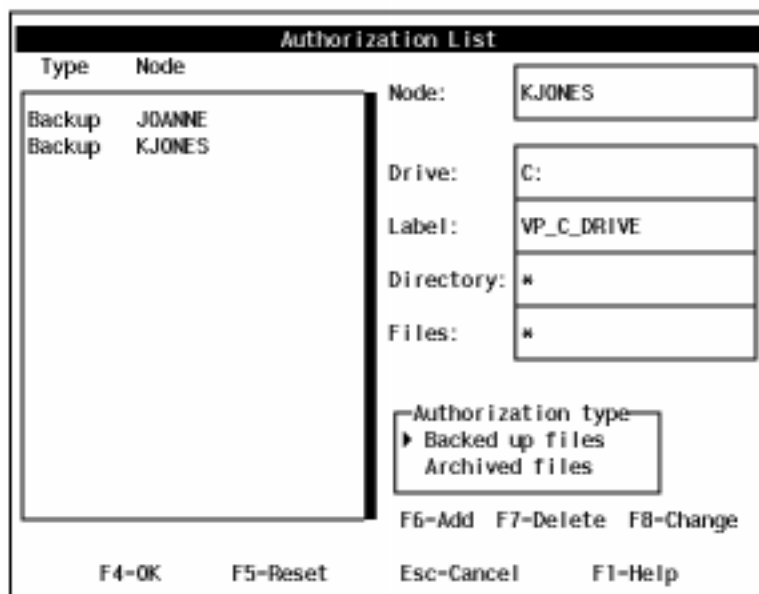 Authorization List
Type Node
Backup JOANNE
Backup KJONES
Node: KJONES
Drive: C:
Label: VP_C_DRIVE
Directory: *
Files: *
Authorization type
Backed up files
Archived files
F6-Add F7-Delete F8-Change
F4-OK F5-Reset Esc-Cancel F1-Help